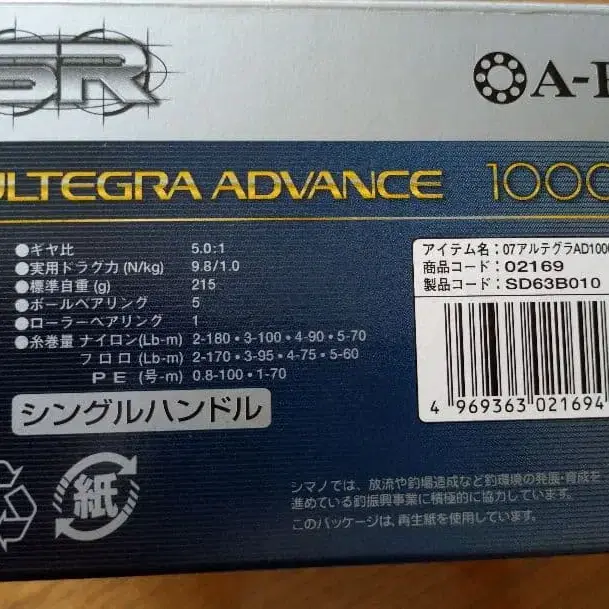 SR
A-R
ULTEGRA ADVANCE 1000
●ギヤ比 5.0:1
●実用ドラグ力(N/kg) 9.8/1.0
●標準自重(g) 215
●ボールベアリング 5
●ローラーベアリング 1
●糸巻量 ナイロン(Lb-m) 2-180・3-100・4-90・5-70
フロロ(Lb-m) 2-170・3-95・4-75・5-60
PE(号-m) 0.8-100・1-70
シングルハンドル
アイテム名:07アルテグラAD1000
商品コード:02169
製品コード:SD63B010
4 969363 021694
紙
シマノでは、放流や釣場造成など釣環境の発展・育成を
進めている釣振興事業に積極的に協力しています。
このパッケージは、再生紙を使用しています。